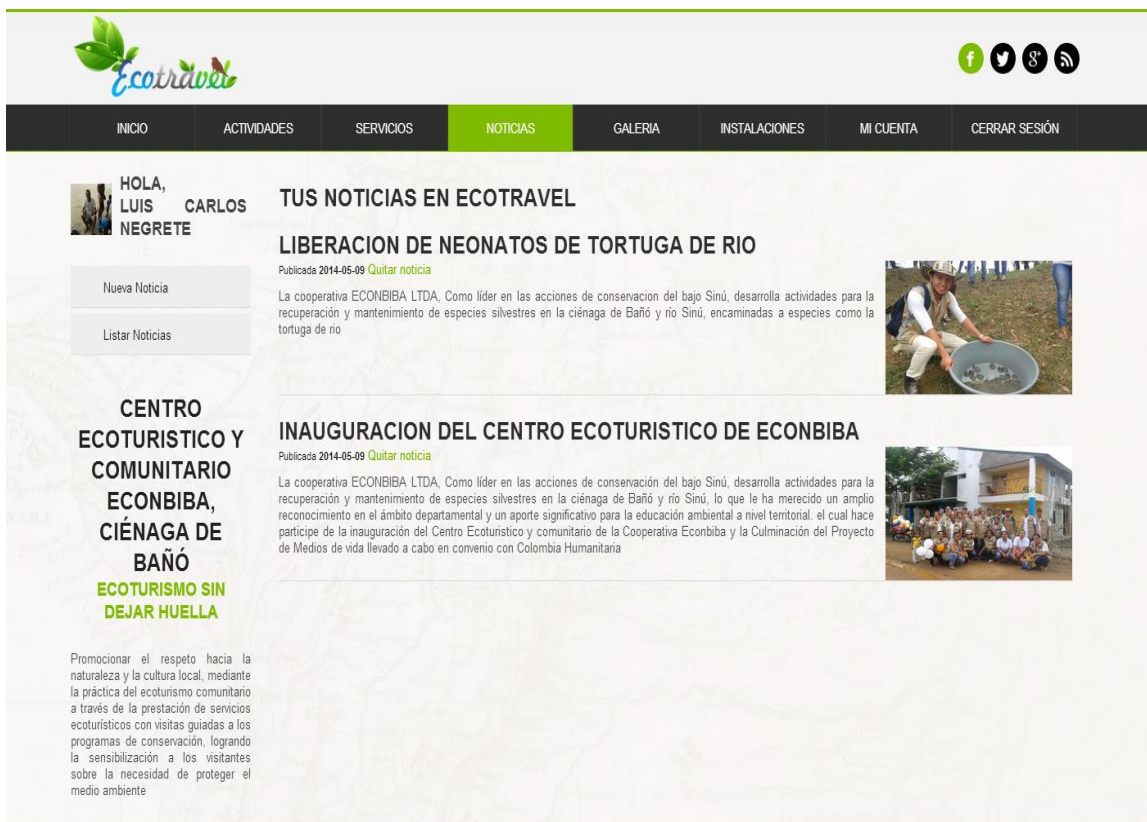 Ecotravel
INICIO
ACTIVIDADES
SERVICIOS
NOTICIAS
GALERIA
INSTALACIONES
MI CUENTA
CERRAR SESIÓN
HOLA,
LUIS CARLOS
NEGRETE
Nueva Noticia
Listar Noticias
CENTRO
ECOTURISTICO Y
COMUNITARIO
ECONBIBA,
CIÉNAGA DE
BAÑÓ
ECOTURISMO SIN
DEJAR HUELLA
Promocionar el respeto hacia la
naturaleza y la cultura local, mediante
la práctica del ecoturismo comunitario
a través de la prestación de servicios
ecoturísticos con visitas guiadas a los
programas de conservación, logrando
la sensibilización a los visitantes
sobre la necesidad de proteger el
medio ambiente
TUS NOTICIAS EN ECOTRAVEL
LIBERACION DE NEONATOS DE TORTUGA DE RIO
Publicada 2014-05-09 Quitar noticia
La cooperativa ECONBIBA LTDA, Como líder en las acciones de conservacion del bajo Sinú, desarrolla actividades para la
recuperación y mantenimiento de especies silvestres en la ciénaga de Bañó y río Sinú, encaminadas a especies como la
tortuga de rio
INAUGURACION DEL CENTRO ECOTURISTICO DE ECONBIBA
Publicada 2014-05-09 Quitar noticia
La cooperativa ECONBIBA LTDA, Como líder en las acciones de conservación del bajo Sinú, desarrolla actividades para la
recuperación y mantenimiento de especies silvestres en la ciénaga de Bañó y río Sinú, lo que le ha merecido un amplio
reconocimiento en el ámbito departamental y un aporte significativo para la educación ambiental a nivel territorial. el cual hace
participe de la inauguración del Centro Ecoturistico y comunitario de la Cooperativa Econbiba y la Culminación del Proyecto
de Medios de vida llevado a cabo en convenio con Colombia Humanitaria